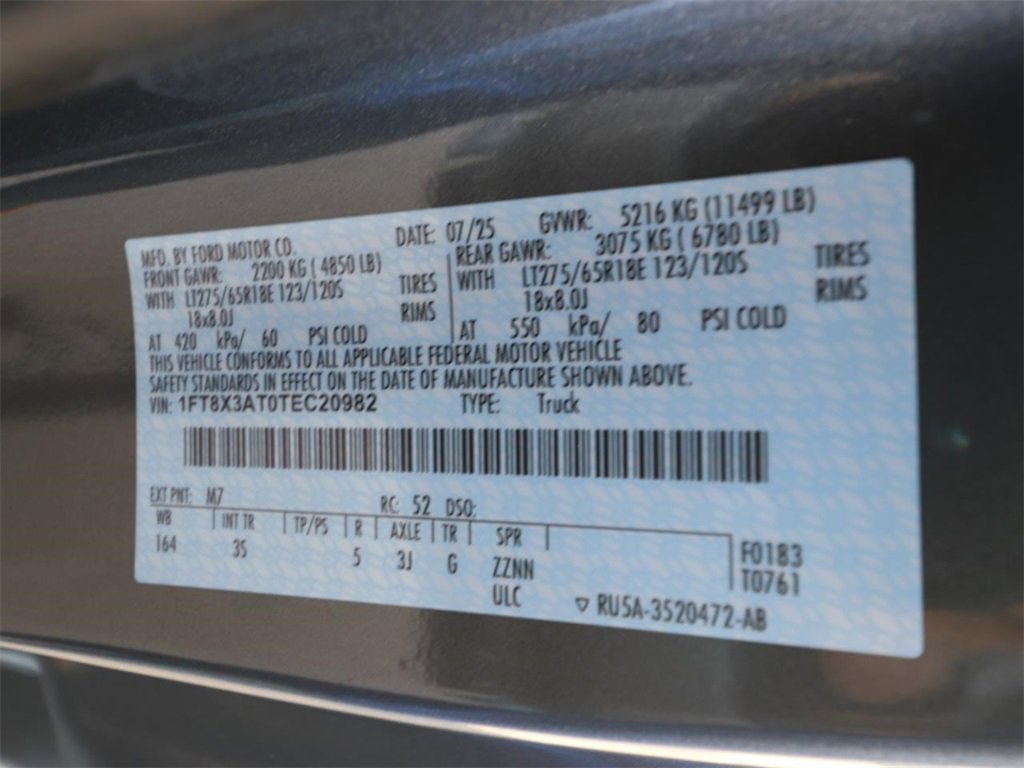 MFD. BY FORD MOTOR CO. DATE: 07/25 GVWR: 5216 KG (11499 LB)
FRONT GAWR: 2200 KG ( 4850 LB) REAR GAWR: 3075 KG ( 6780 LB)
WITH LT275/65R18E 123/120S TIRES WITH LT275/65R18E 123/120S TIRES
18x8.0J RIMS 18x8.0J RIMS
AT 420 kPa/ 60 PSI COLD AT 550 kPa/ 80 PSI COLD
THIS VEHICLE CONFORMS TO ALL APPLICABLE FEDERAL MOTOR VEHICLE
SAFETY STANDARDS IN EFFECT ON THE DATE OF MANUFACTURE SHOWN ABOVE.
VIN: 1FT8X3AT0TEC20982 TYPE: Truck
EXT PNT: M7 RC: 52 DSO:
WB INT TR TP/PS R AXLE TR SPR
164 3S 5 3J G ZZNN F0183
ULC T0761
▽ RU5A-3520472-AB